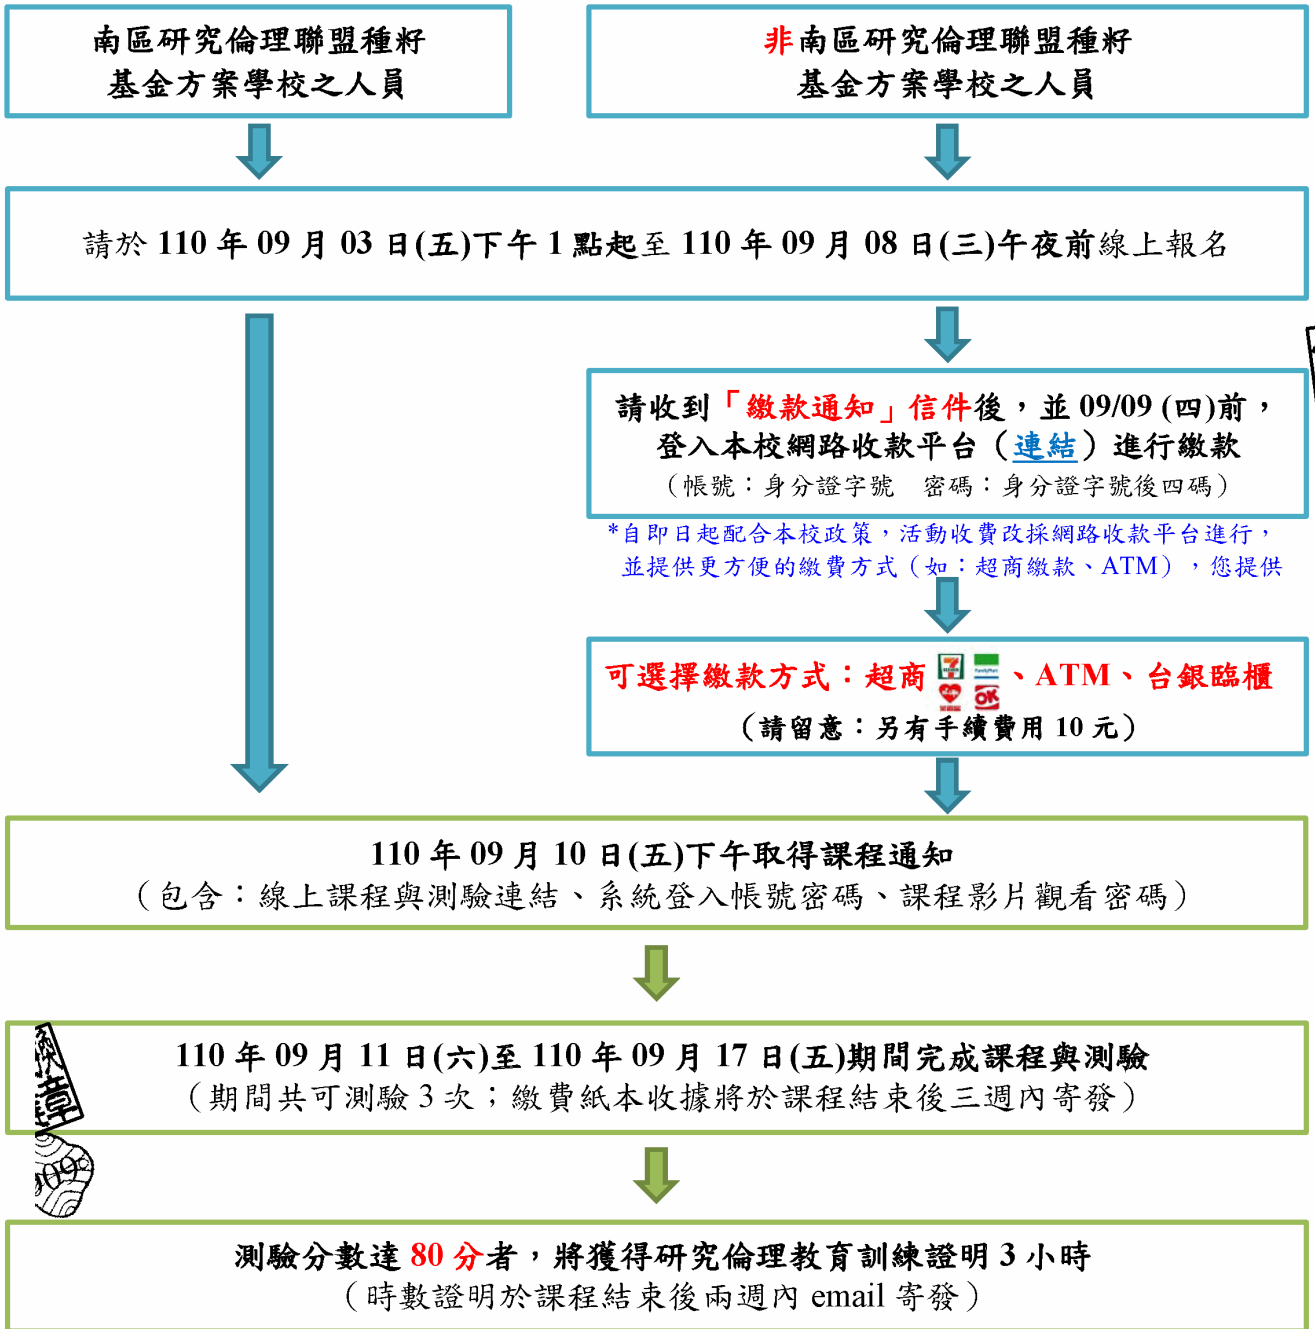 南區研究倫理聯盟種籽
基金方案學校之人員
非南區研究倫理聯盟種籽
基金方案學校之人員
請於 110 年 09 月 03 日(五)下午 1 點起至 110 年 09 月 08 日(三)午夜前線上報名
請收到「繳款通知」信件後，並 09/09 (四)前，
登入本校網路收款平台（連結）進行繳款
（帳號：身分證字號　密碼：身分證字號後四碼）
*自即日起配合本校政策，活動收費改採網路收款平台進行，
並提供更方便的繳費方式（如：超商繳款、ATM），您提供
可選擇繳款方式：超商、ATM、台銀臨櫃
7 ELEVEN
FamilyMart
OK
（請留意：另有手續費用 10 元）
110 年 09 月 10 日(五)下午取得課程通知
（包含：線上課程與測驗連結、系統登入帳號密碼、課程影片觀看密碼）
110 年 09 月 11 日(六)至 110 年 09 月 17 日(五)期間完成課程與測驗
（期間共可測驗 3 次；繳費紙本收據將於課程結束後三週內寄發）
章
測驗分數達 80 分者，將獲得研究倫理教育訓練證明 3 小時
（時數證明於課程結束後兩週內 email 寄發）